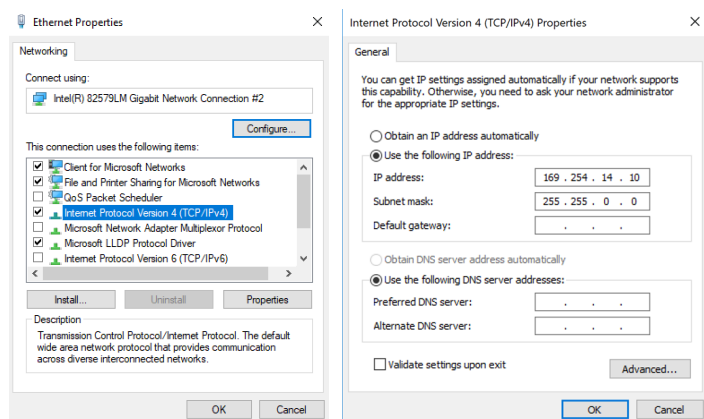 Ethernet Properties
Networking
Connect using:
Intel(R) 82579LM Gigabit Network Connection #2
Configure...
This connection uses the following items:
Client for Microsoft Networks
File and Printer Sharing for Microsoft Networks
QoS Packet Scheduler
Internet Protocol Version 4 (TCP/IPv4)
Microsoft Network Adapter Multiplexor Protocol
Microsoft LLDP Protocol Driver
Internet Protocol Version 6 (TCP/IPv6)
Install...
Uninstall
Properties
Description
Transmission Control Protocol/Internet Protocol. The default
wide area network protocol that provides communication
across diverse interconnected networks.
OK
Cancel
Internet Protocol Version 4 (TCP/IPv4) Properties
General
You can get IP settings assigned automatically if your network supports
this capability. Otherwise, you need to ask your network administrator
for the appropriate IP settings.
Obtain an IP address automatically
Use the following IP address:
IP address: 169 . 254 . 14 . 10
Subnet mask: 255 . 255 . 0 . 0
Default gateway: . . .
Obtain DNS server address automatically
Use the following DNS server addresses:
Preferred DNS server: . . .
Alternate DNS server: . . .
Validate settings upon exit
Advanced...
OK
Cancel